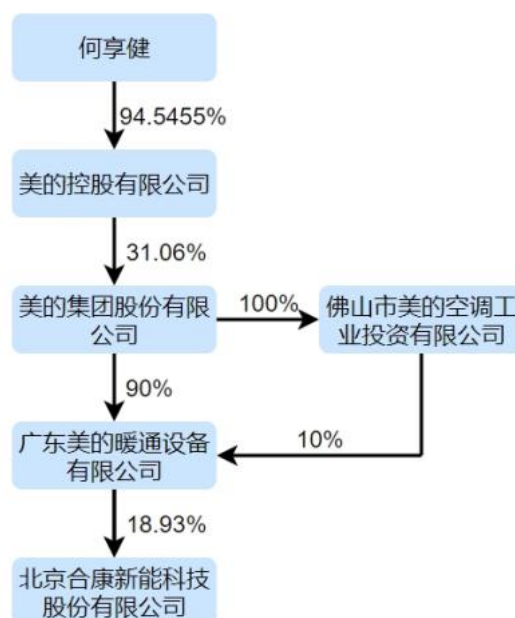 何享健
94.5455%
美的控股有限公司
31.06%
美的集团股份有限
公司
100%
佛山市美的空调工
业投资有限公司
90%
10%
广东美的暖通设备
有限公司
18.93%
北京合康新能科技
股份有限公司